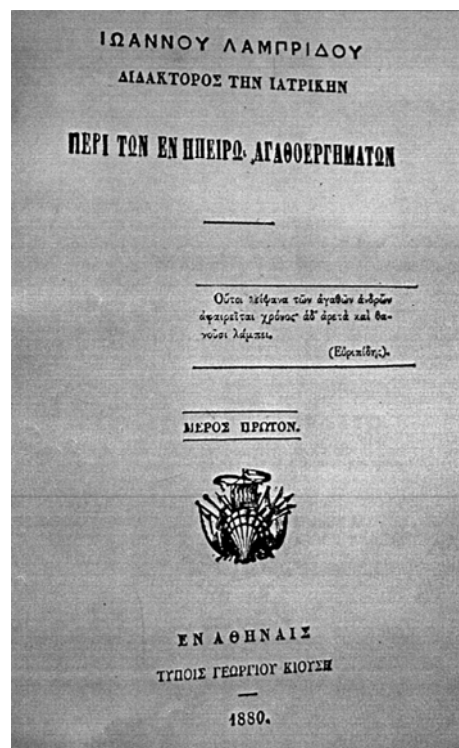 ΙΩΑΝΝΟΥ ΛΑΜΠΡΙΔΟΥ
ΔΙΔΑΚΤΟΡΟΣ ΤΗΝ ΙΑΤΡΙΚΗΝ
ΠΕΡΙ ΤΩΝ ΕΝ ΗΠΕΙΡΩι ΑΓΑΘΟΕΡΓΗΜΑΤΩΝ
Οὔτοι λείψανα τῶν ἀγαθῶν ἀνδρῶν
ἀφαιρεῖται χρόνος· ἁδ' ἀρετὰ καὶ θα-
νοῦσι λάμπει.
(Εὐριπίδης).
ΜΕΡΟΣ ΠΡΩΤΟΝ.
ΕΝ ΑΘΗΝΑΙΣ
ΤΥΠΟΙΣ ΓΕΩΡΓΙΟΥ ΚΙΟΥΣΗ
1880.